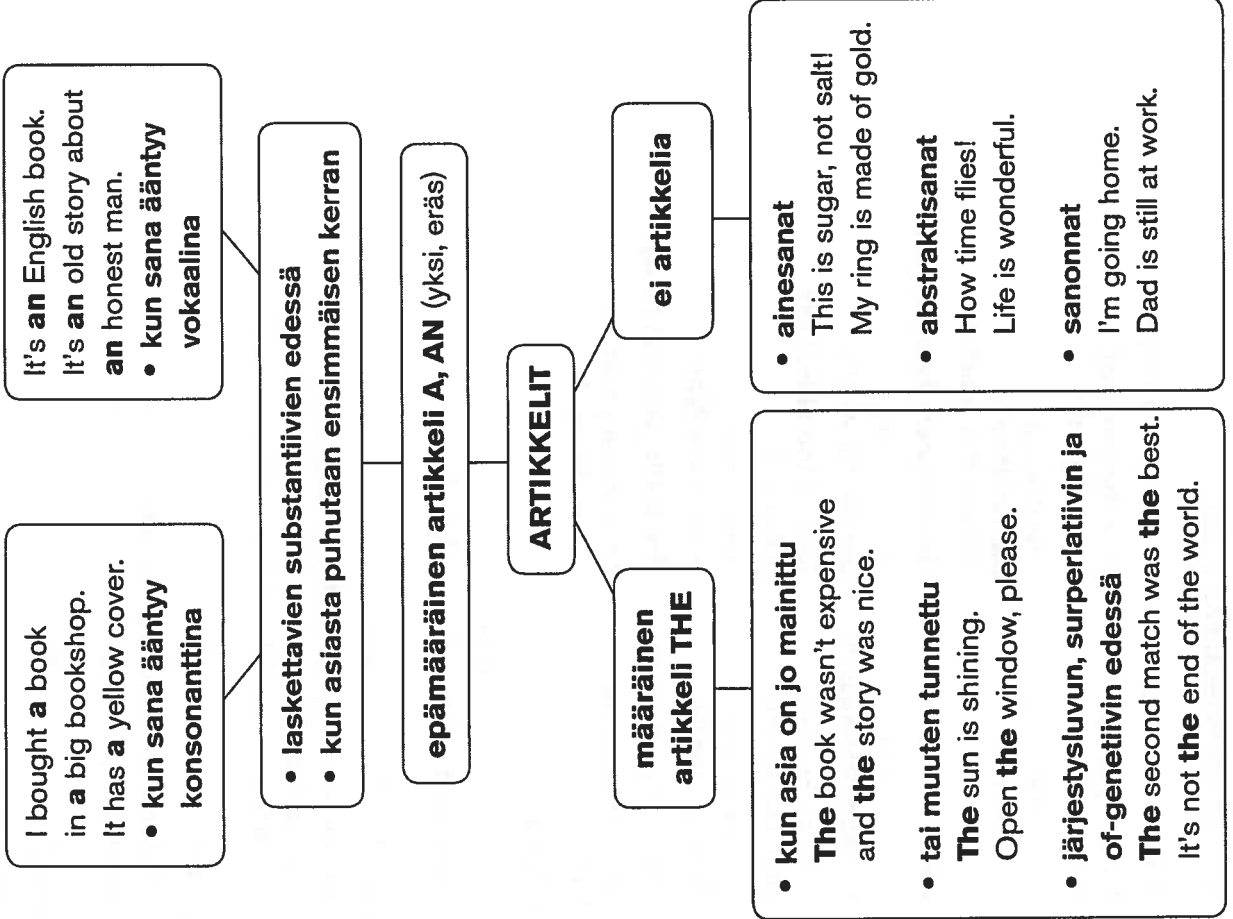 I bought a book
in a big bookshop.
It has a yellow cover.
• kun sana ääntyy
konsonanttina
It's an English book.
It's an old story about
an honest man.
• kun sana ääntyy
vokaalina
• laskettavien substantiivien edessä
• kun asiasta puhutaan ensimmäisen kerran
epämääräinen artikkeli A, AN (yksi, eräs)
ARTIKKELIT
määräinen
artikkeli THE
ei artikkelia
• kun asia on jo mainittu
The book wasn't expensive
and the story was nice.
• tai muuten tunnettu
The sun is shining.
Open the window, please.
• järjestysluvun, surperlatiivin ja
of-genetiivin edessä
The second match was the best.
It's not the end of the world.
• ainesanat
This is sugar, not salt!
My ring is made of gold.
• abstraktisanat
How time flies!
Life is wonderful.
• sanonnat
I'm going home.
Dad is still at work.